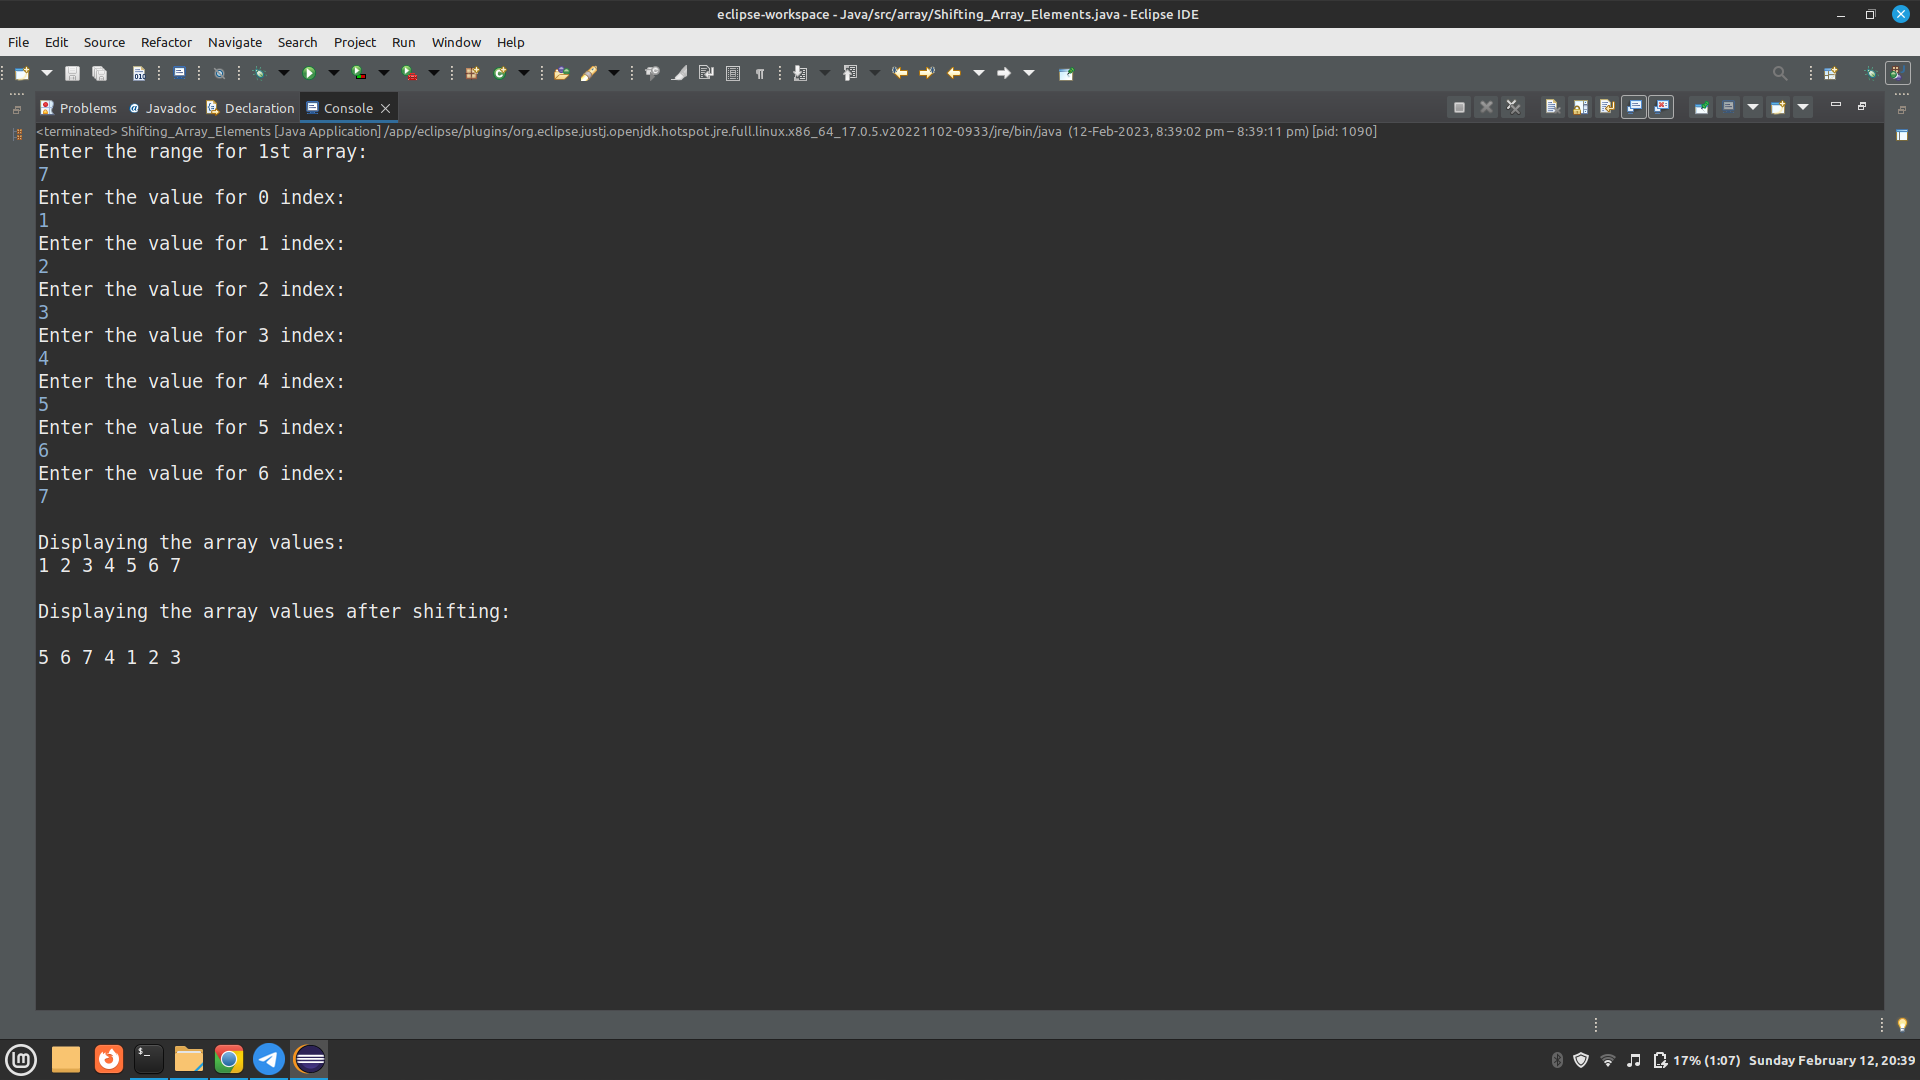 eclipse-workspace - Java/src/array/Shifting_Array_Elements.java - Eclipse IDE
File Edit Source Refactor Navigate Search Project Run Window Help
Problems Javadoc Declaration Console
<terminated> Shifting_Array_Elements [Java Application] /app/eclipse/plugins/org.eclipse.justj.openjdk.hotspot.jre.full.linux.x86_64_17.0.5.v20221102-0933/jre/bin/java (12-Feb-2023, 8:39:02 pm – 8:39:11 pm) [pid: 1090]
Enter the range for 1st array:
7
Enter the value for 0 index:
1
Enter the value for 1 index:
2
Enter the value for 2 index:
3
Enter the value for 3 index:
4
Enter the value for 4 index:
5
Enter the value for 5 index:
6
Enter the value for 6 index:
7
Displaying the array values:
1 2 3 4 5 6 7
Displaying the array values after shifting:
5 6 7 4 1 2 3
17% (1:07) Sunday February 12, 20:39